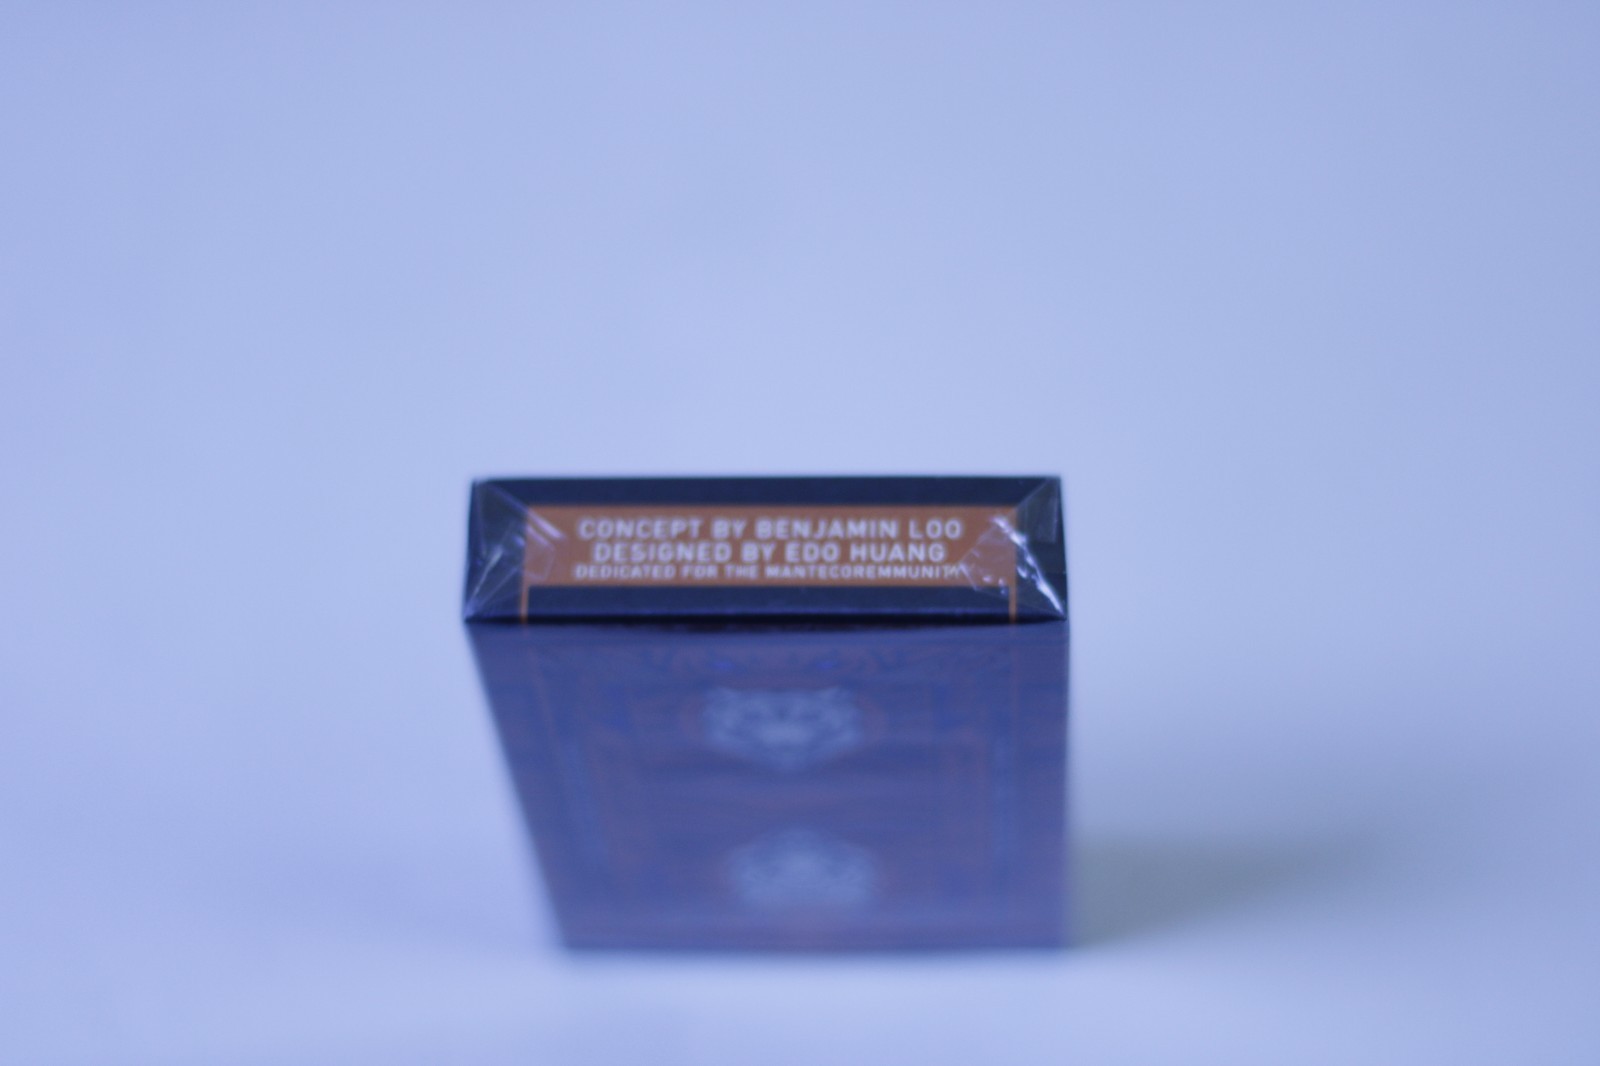 CONCEPT BY BENJAMIN LOO
DESIGNED BY EDO HUANG
DEDICATED FOR THE MANTECOREMMUNITY